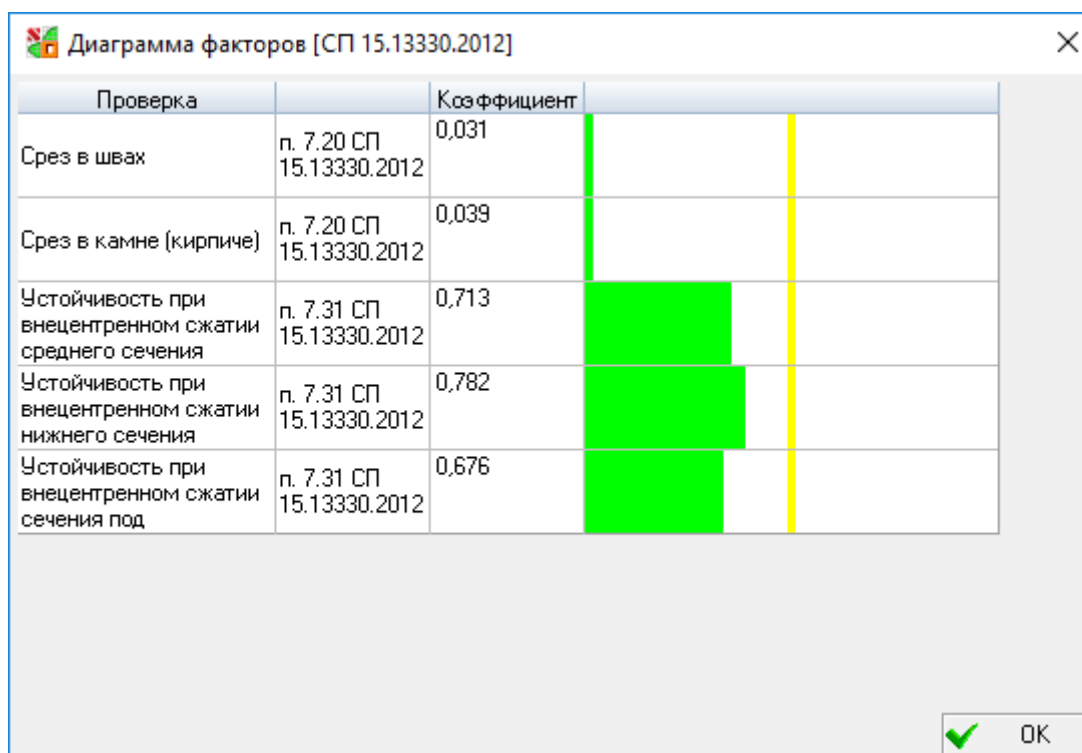 Диаграмма факторов [СП 15.13330.2012]
Проверка
Коэффициент
Срез в швах
п. 7.20 СП
15.13330.2012
0,031
Срез в камне (кирпиче)
п. 7.20 СП
15.13330.2012
0,039
Устойчивость при
внецентренном сжатии
среднего сечения
п. 7.31 СП
15.13330.2012
0,713
Устойчивость при
внецентренном сжатии
нижнего сечения
п. 7.31 СП
15.13330.2012
0,782
Устойчивость при
внецентренном сжатии
сечения под
п. 7.31 СП
15.13330.2012
0,676
OK